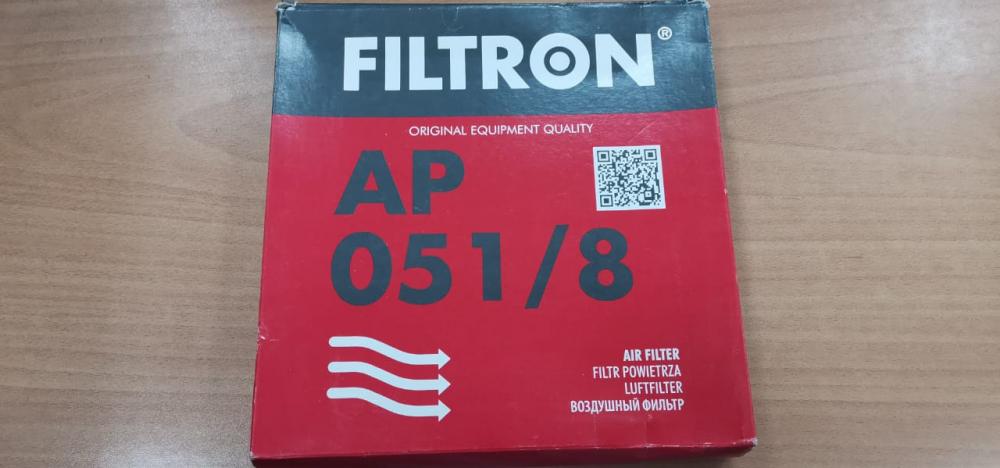 FILTRON®
ORIGINAL EQUIPMENT QUALITY
AP
051/8
AIR FILTER
FILTR POWIETRZA
LUFTFILTER
ВОЗДУШНЫЙ ФИЛЬТР